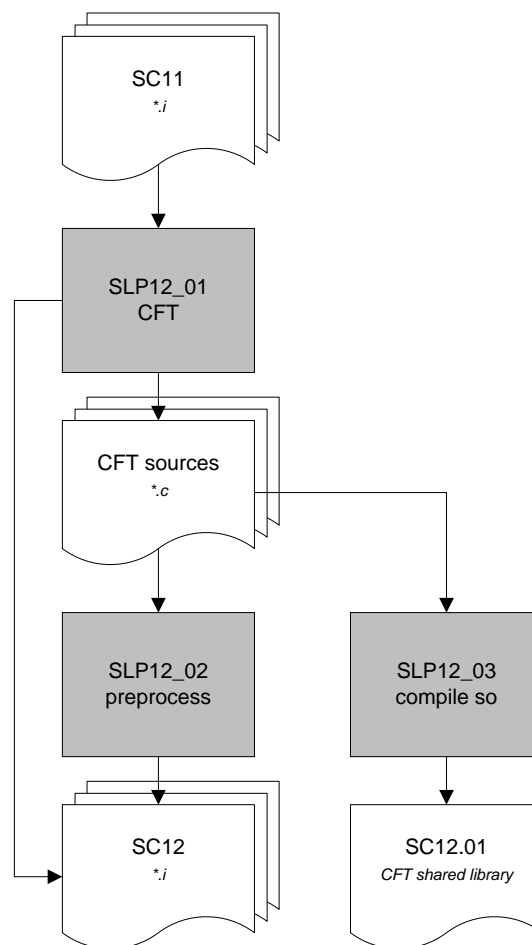 SC11
*.i
SLP12_01
CFT
CFT sources
*.c
SLP12_02
preprocess
SLP12_03
compile so
SC12
*.i
SC12.01
CFT shared library